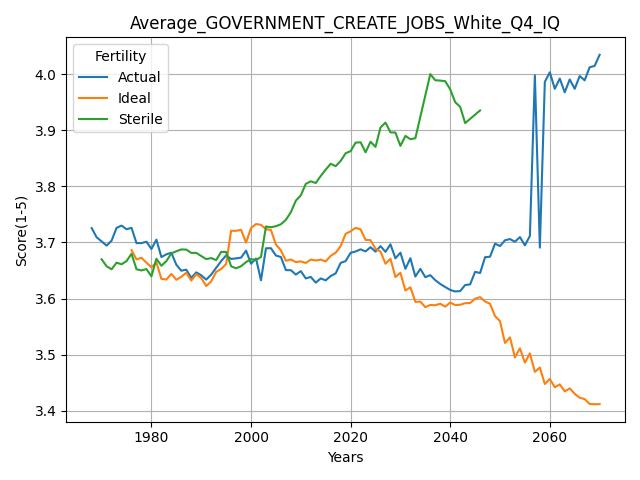 Average_GOVERNMENT_CREATE_JOBS_White_Q4_IQ
Fertility
Actual
Ideal
Sterile
Score(1-5)
4.0
3.9
3.8
3.7
3.6
3.5
3.4
1980
2000
2020
2040
2060
Years